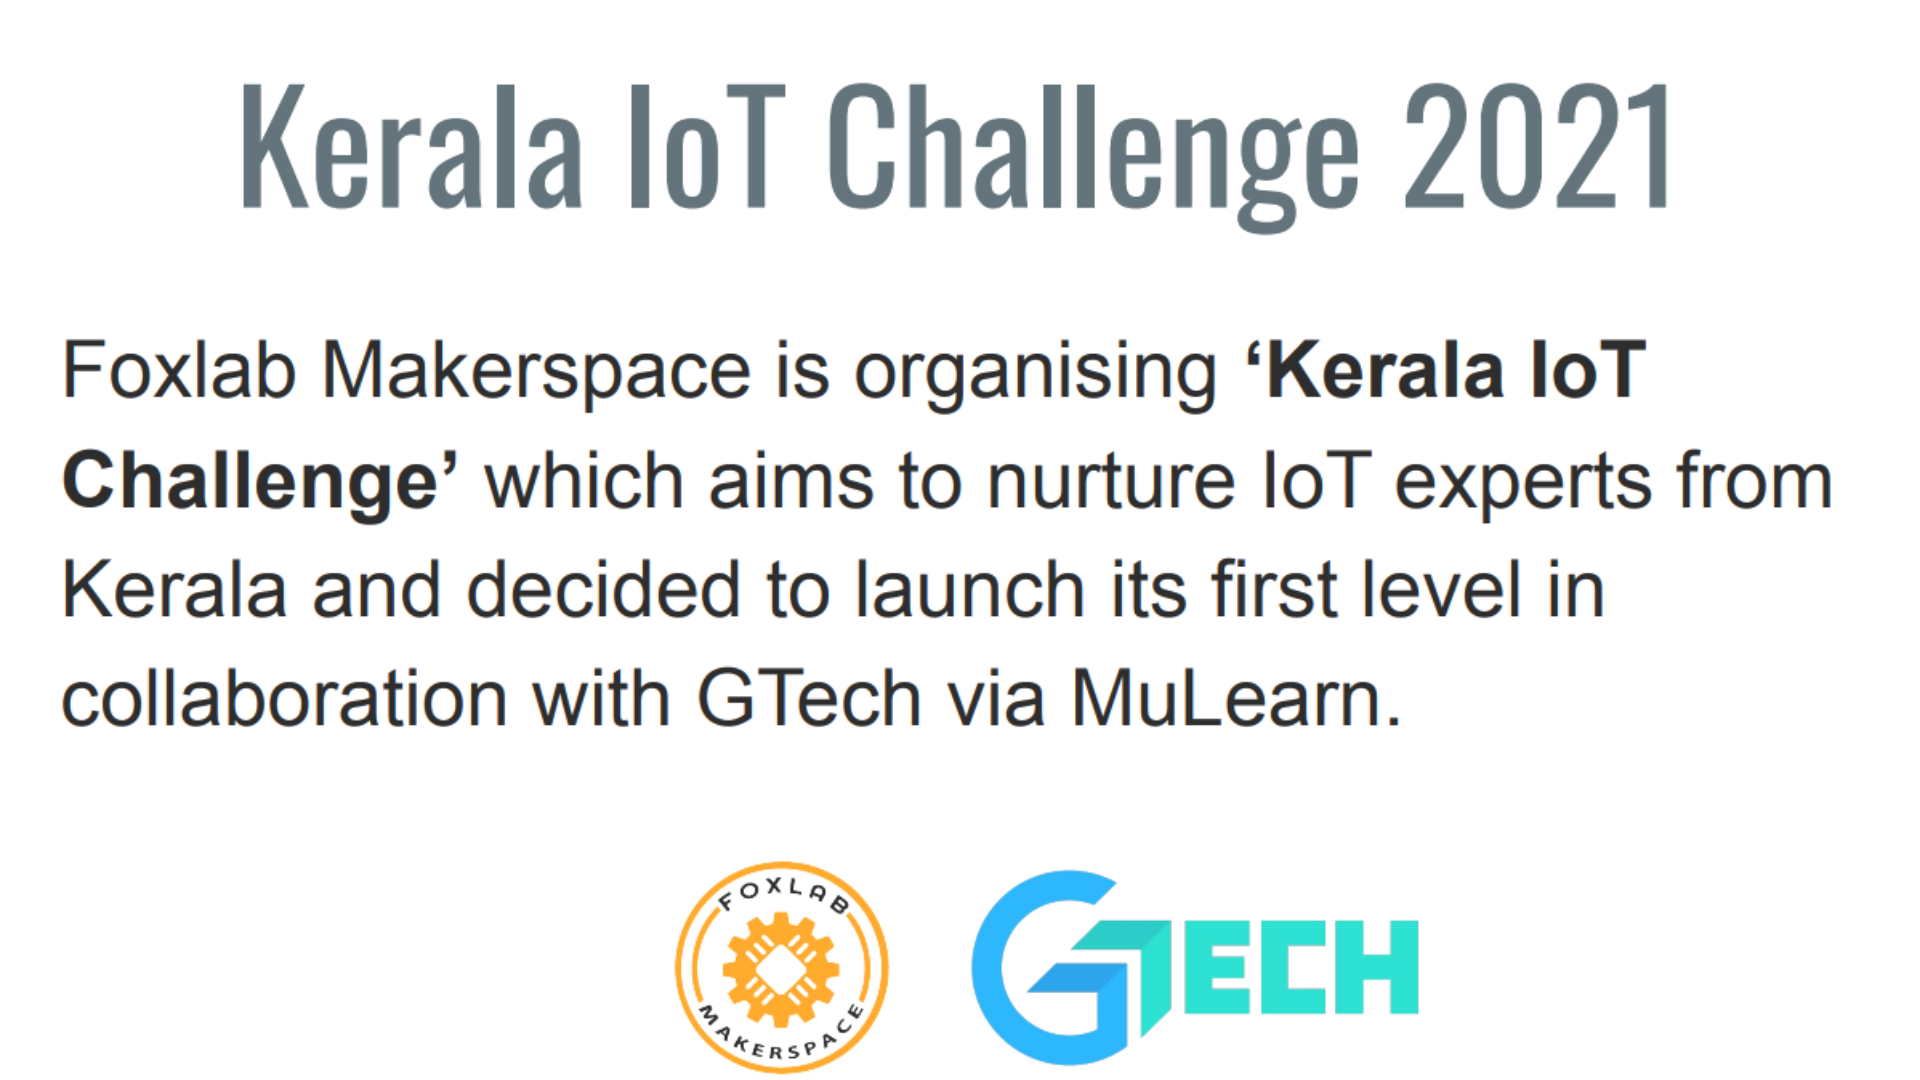 Kerala IoT Challenge 2021
Foxlab Makerspace is organising ‘Kerala IoT
Challenge’ which aims to nurture IoT experts from
Kerala and decided to launch its first level in
collaboration with GTech via MuLearn.
FOXLAB
MAKERSPACE
GTECH